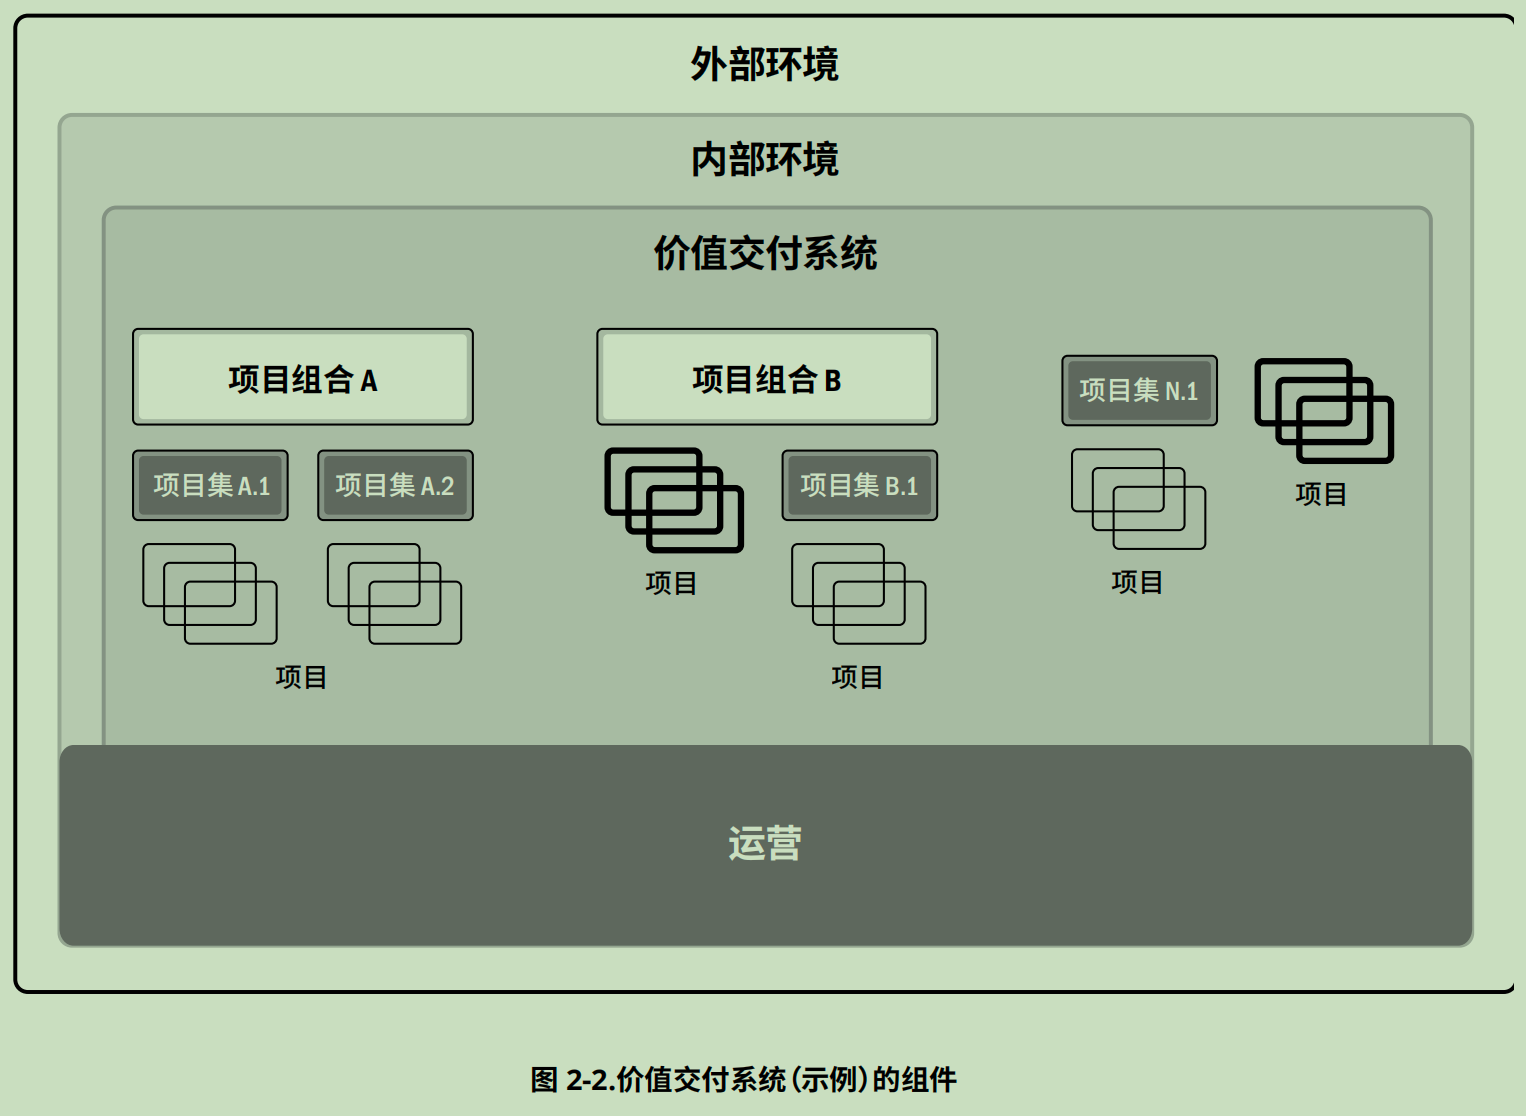 外部环境
内部环境
价值交付系统
项目组合 A
项目集 A.1
项目集 A.2
项目
项目组合 B
项目
项目集 B.1
项目
项目集 N.1
项目
项目
运营
图 2-2.价值交付系统(示例)的组件